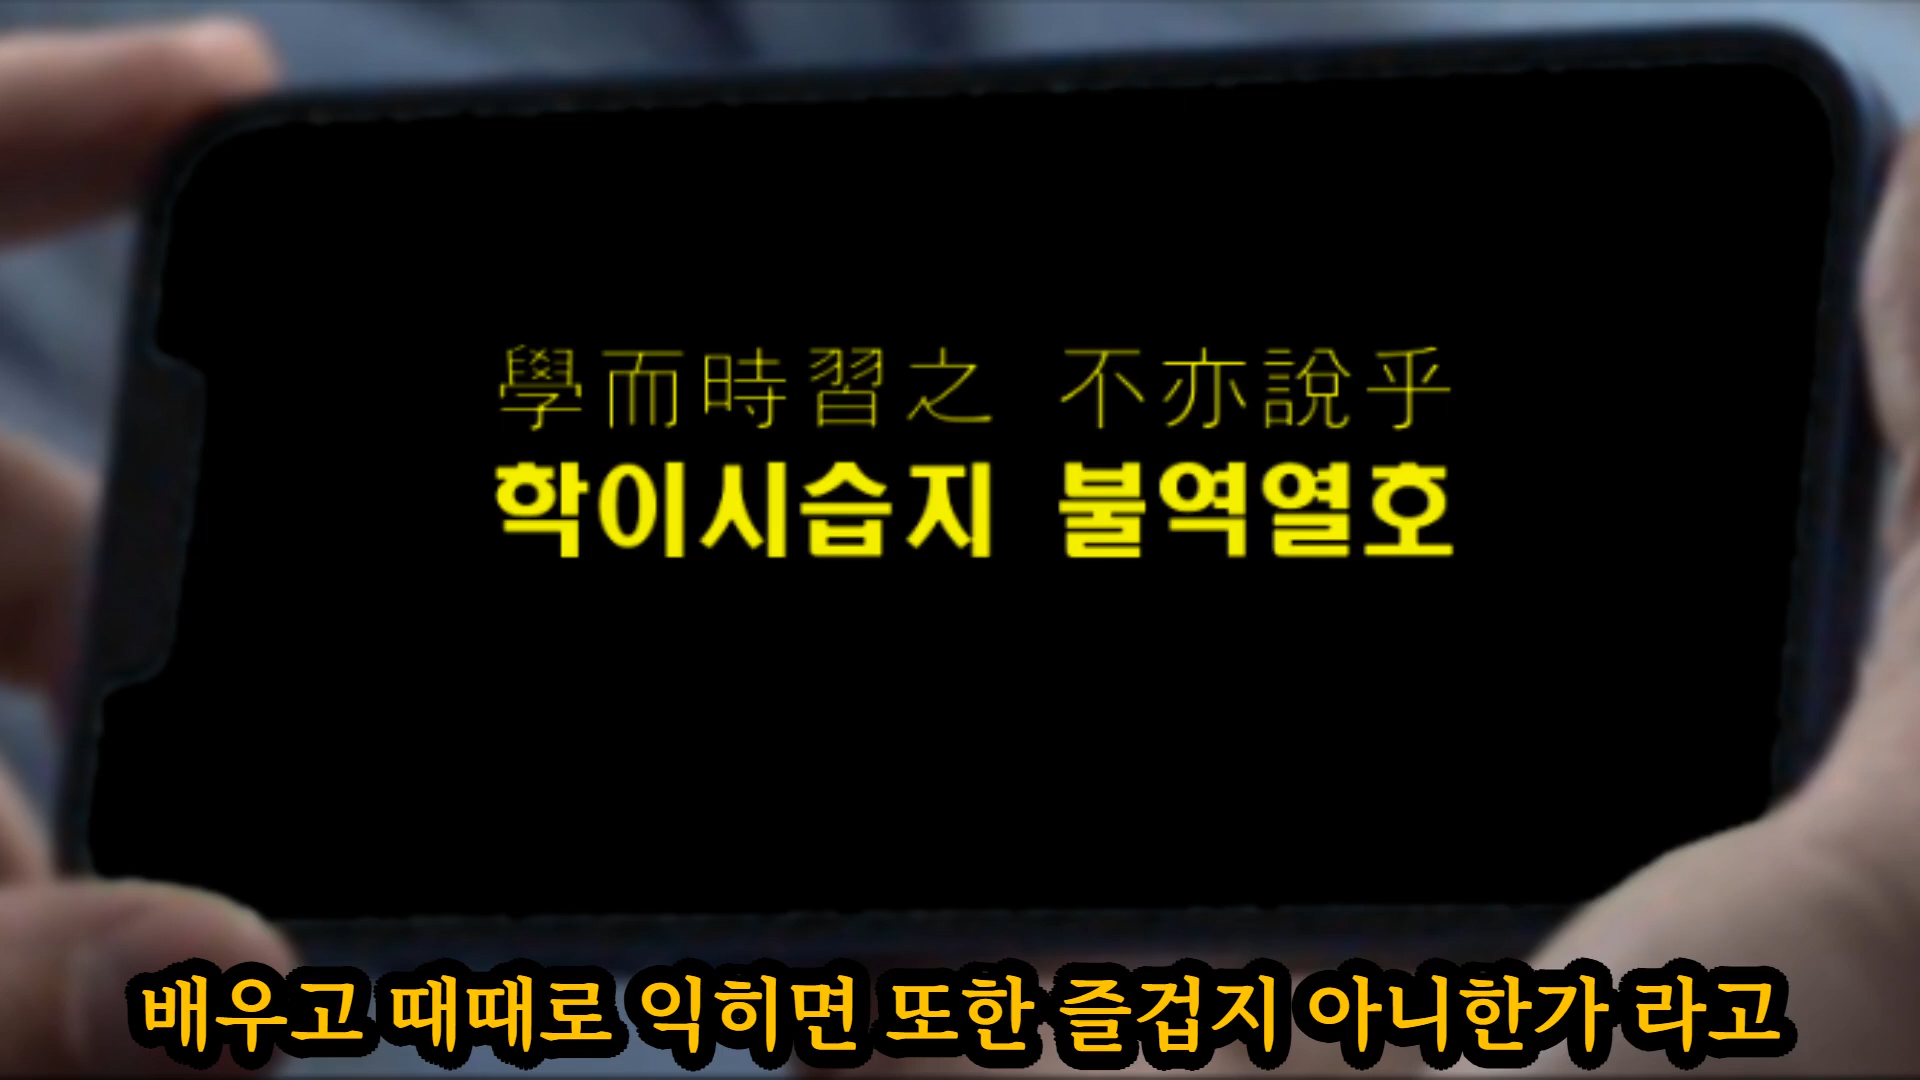 學而時習之 不亦說乎
학이시습지 불역열호
배우고 때때로 익히면 또한 즐겁지 아니한가 라고